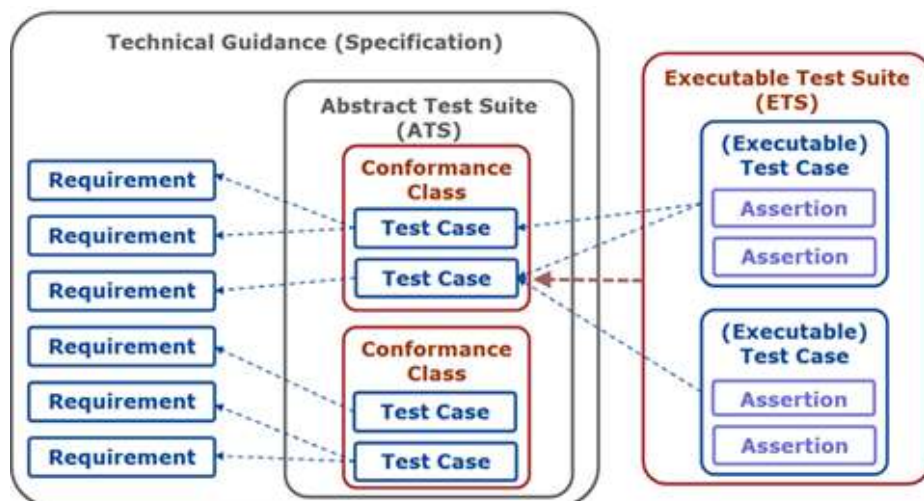 Technical Guidance (Specification)
Abstract Test Suite
(ATS)
Requirement
Requirement
Requirement
Requirement
Requirement
Requirement
Conformance
Class
Test Case
Test Case
Conformance
Class
Test Case
Test Case
Executable Test Suite
(ETS)
(Executable)
Test Case
Assertion
Assertion
(Executable)
Test Case
Assertion
Assertion